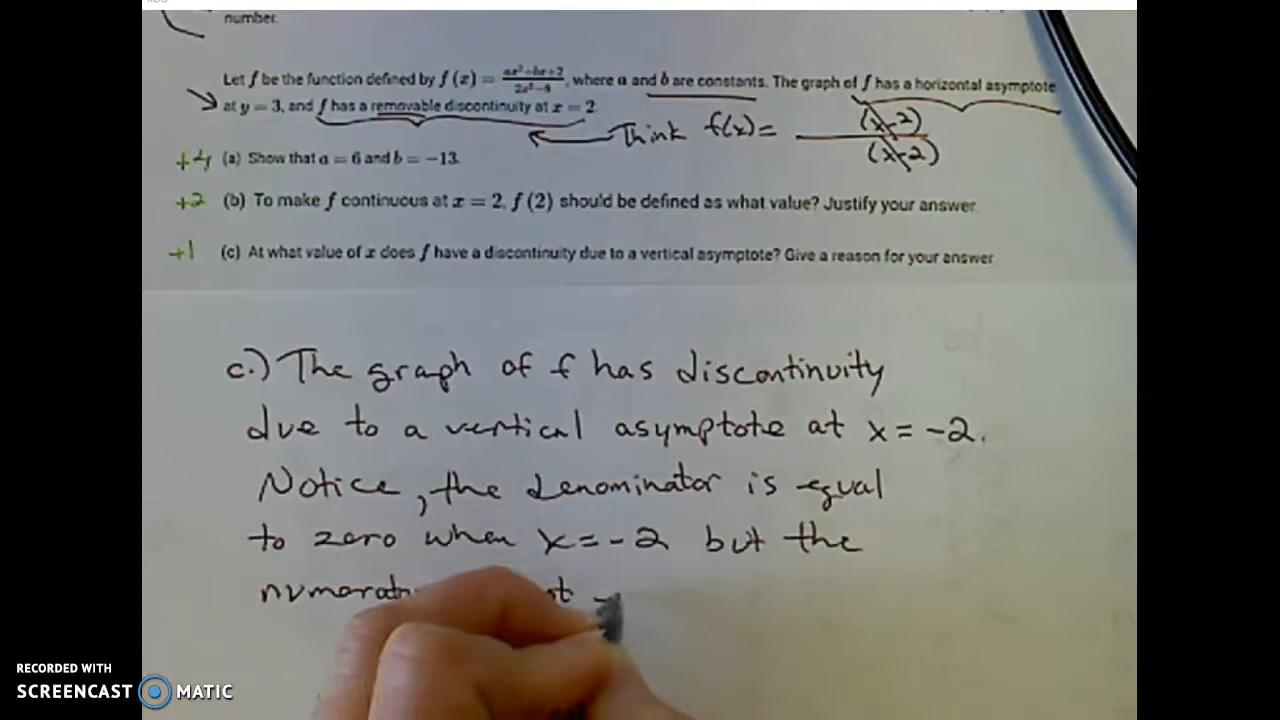 number.
Let f be the function defined by f (x) = ax²+bx+2 / 2x²−8, where a and b are constants. The graph of f has a horizontal asymptote
at y = 3, and f has a removable discontinuity at x = 2.
Think f(x) = (x-2) / (x-2)
+4 (a) Show that a = 6 and b = −13.
+2 (b) To make f continuous at x = 2, f (2) should be defined as what value? Justify your answer.
+1 (c) At what value of x does f have a discontinuity due to a vertical asymptote? Give a reason for your answer.
c.) The graph of f has discontinuity
due to a vertical asymptote at x = -2.
Notice, the denominator is equal
to zero when x = -2 but the
RECORDED WITH
SCREENCAST MATIC